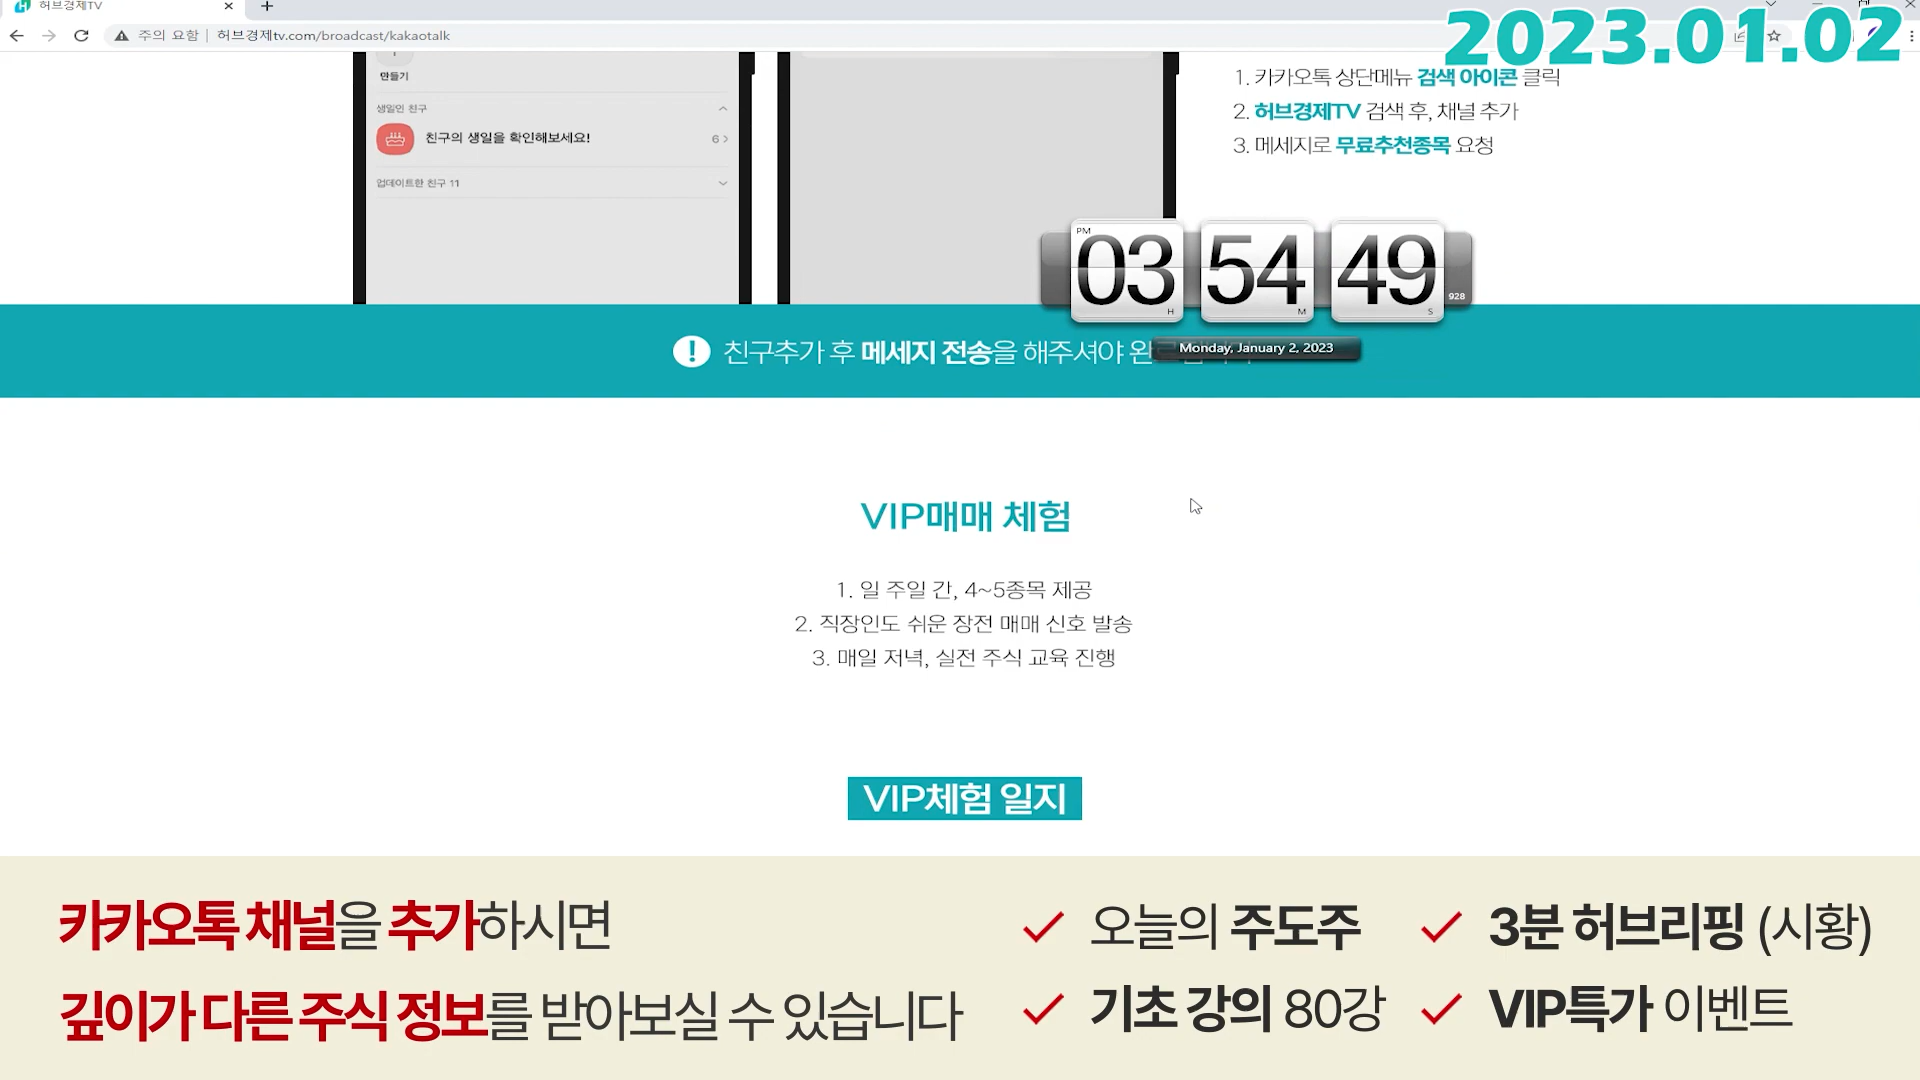 허브경제TV
2023.01.02
주의 요함 | 허브경제tv.com/broadcast/kakaotalk
만들기
생일인 친구
친구의 생일을 확인해보세요! 6
업데이트한 친구 11
1. 카카오톡 상단메뉴 검색 아이콘 클릭
2. 허브경제TV 검색 후, 채널 추가
3. 메세지로 무료추천종목 요청
PM 03 H 54 M 49 S 928
Monday, January 2, 2023
친구추가 후 메세지 전송을 해주셔야
VIP매매 체험
1. 일 주일 간, 4~5종목 제공
2. 직장인도 쉬운 장전 매매 신호 발송
3. 매일 저녁, 실전 주식 교육 진행
VIP체험 일지
카카오톡 채널을 추가하시면
깊이가 다른 주식 정보를 받아보실 수 있습니다
오늘의 주도주
3분 허브리핑 (시황)
기초 강의 80강
VIP특가 이벤트